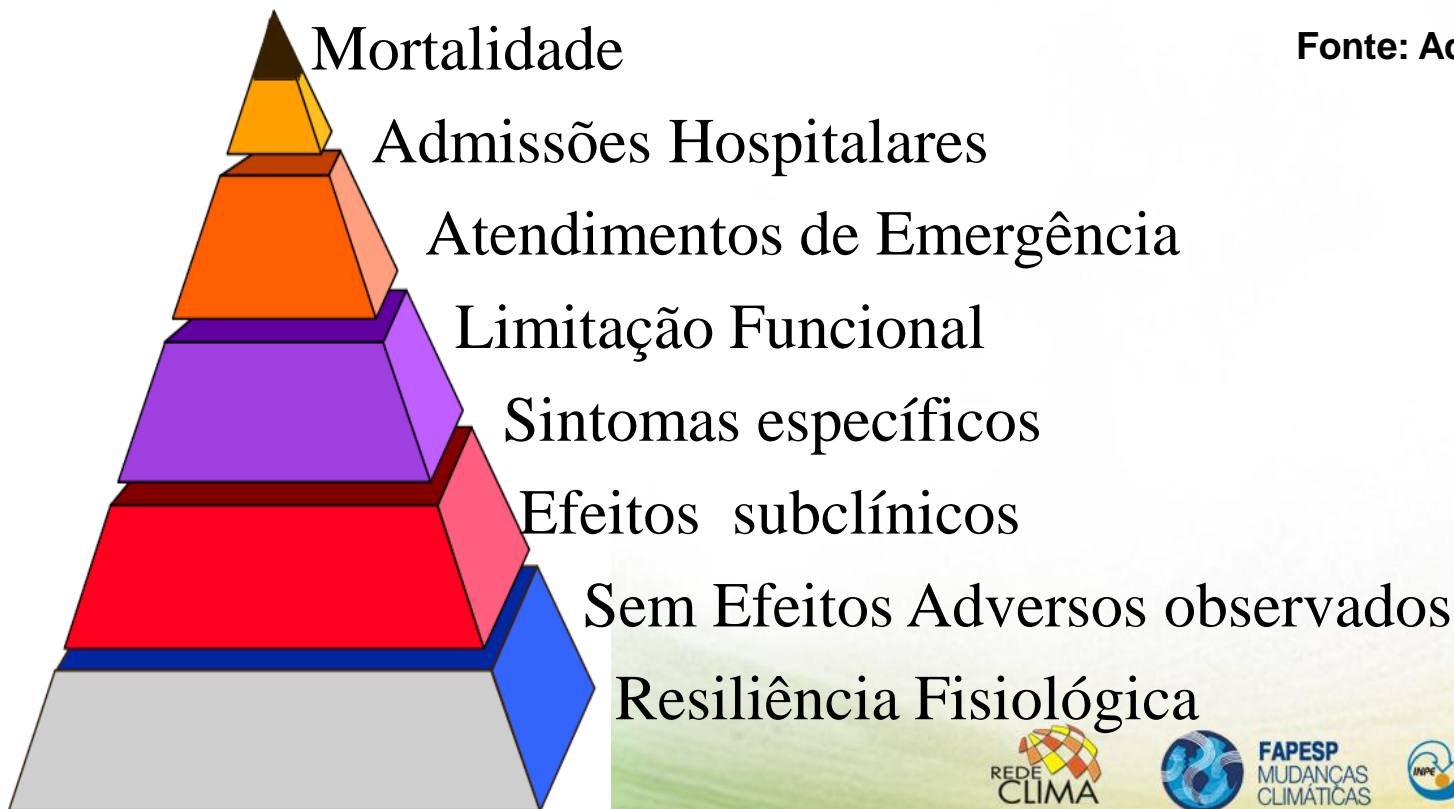 Mortalidade
Fonte:
Admissões Hospitalares
Atendimentos de Emergência
Limitação Funcional
Sintomas específicos
Efeitos subclínicos
Sem Efeitos Adversos observados
Resiliência Fisiológica
REDE
CLIMA
FAPESP
MUDANÇAS
CLIMÁTICAS
INPE